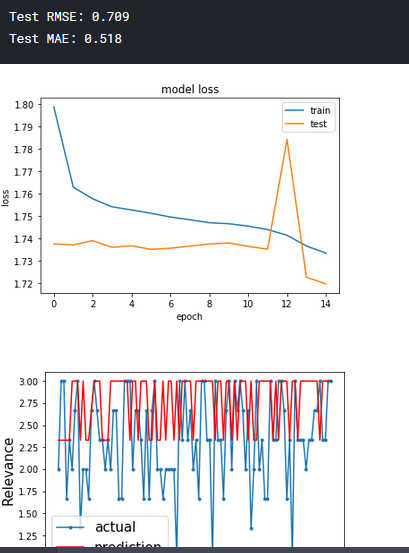 Test RMSE: 0.709
Test MAE: 0.518
model loss
train
test
1.80
1.79
1.78
1.77
1.76
1.75
1.74
1.73
1.72
loss
0 2 4 6 8 10 12 14
epoch
3.00
2.75
2.50
2.25
2.00
1.75
1.50
1.25
Relevance
actual
prediction